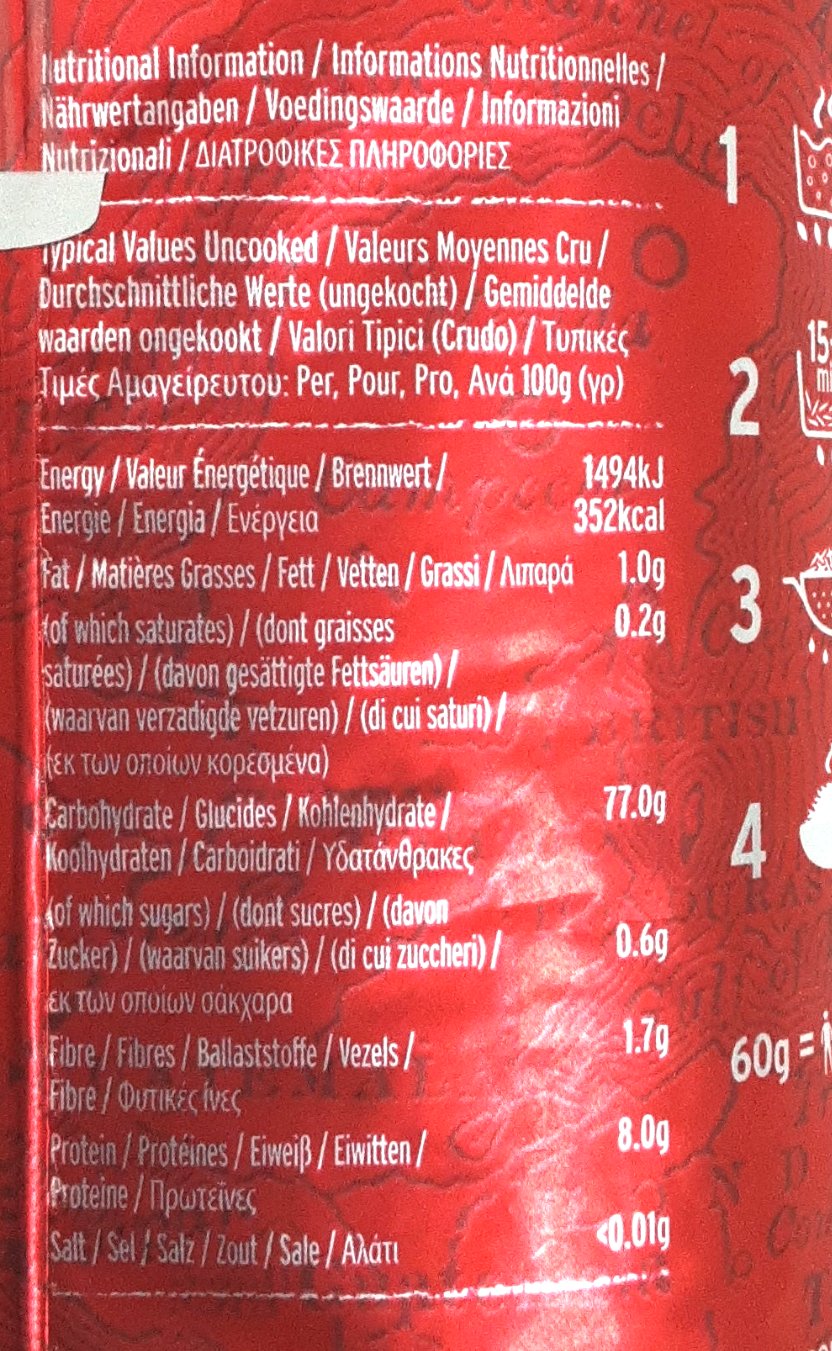 Nutritional Information / Informations Nutritionnelles /
Nährwertangaben / Voedingswaarde / Informazioni
Nutrizionali / ΔΙΑΤΡΟΦΙΚΕΣ ΠΛΗΡΟΦΟΡΙΕΣ
Typical Values Uncooked / Valeurs Moyennes Cru /
Durchschnittliche Werte (ungekocht) / Gemiddelde
waarden ongekookt / Valori Tipici (Crudo) / Τυπικές
Τιμές Αμαγείρευτου: Per, Pour, Pro, Ανά 100g (γρ)
Energy / Valeur Énergétique / Brennwert / 1494kJ
Energie / Energia / Ενέργεια 352kcal
Fat / Matières Grasses / Fett / Vetten / Grassi / Λιπαρά 1.0g
(of which saturates) / (dont graisses 0.2g
saturées) / (davon gesättigte Fettsäuren) /
(waarvan verzadigde vetzuren) / (di cui saturi) /
(εκ των οποίων κορεσμένα)
Carbohydrate / Glucides / Kohlenhydrate / 77.0g
Koolhydraten / Carboidrati / Υδατάνθρακες
(of which sugars) / (dont sucres) / (davon
Zucker) / (waarvan suikers) / (di cui zuccheri) / 0.6g
εκ των οποίων σάκχαρα
Fibre / Fibres / Ballaststoffe / Vezels / 1.7g
Fibre / Φυτικές ίνες
Protein / Protéines / Eiweiß / Eiwitten / 8.0g
Proteine / Πρωτεΐνες
Salt / Sel / Salz / Zout / Sale / Αλάτι <0.01g
1
2
15-
3
4
60g =
BRITISH